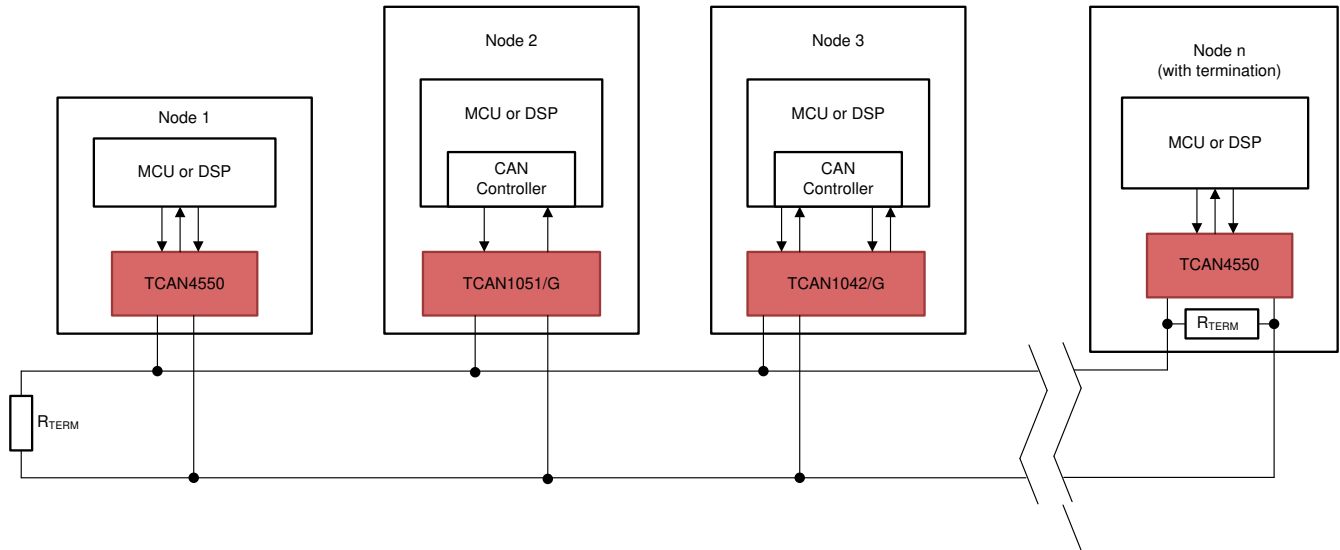 Node 1
MCU or DSP
TCAN4550
Node 2
MCU or DSP
CAN
Controller
TCAN1051/G
Node 3
MCU or DSP
CAN
Controller
TCAN1042/G
Node n
(with termination)
MCU or DSP
TCAN4550
RTERM
RTERM